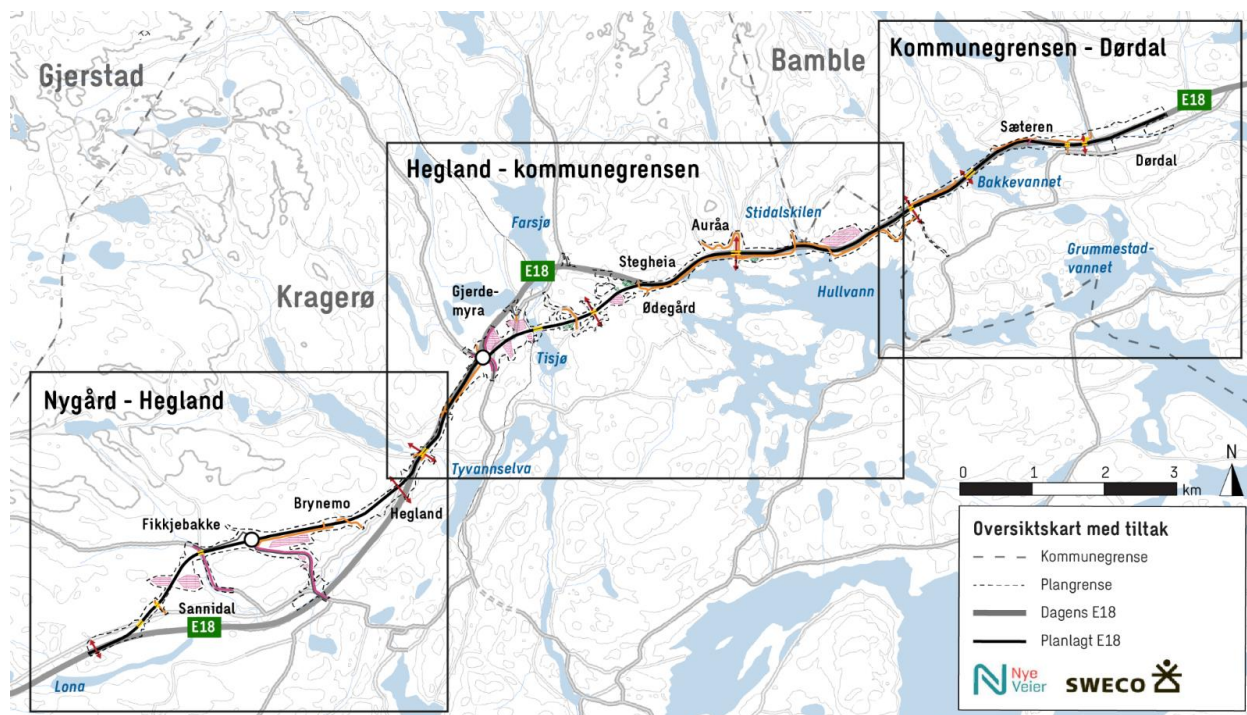 Kommunegrensen - Dørdal
Bamble
Gjerstad
E18
Sæteren
Dørdal
Hegland - kommunegrensen
Bakkevannet
Auråa
Stidalskilen
Farsjø
Grummestad-
vannet
Stegheia
E18
Kragerø
Gjerde-
myra
Hullvann
Ødegård
Tisjø
Nygård - Hegland
Tyvannselva
N
0 1 2 3
km
Brynemo
Hegland
Fikkjebakke
Oversiktskart med tiltak
Kommunegrense
Plangrense
Sannidal
Dagens E18
E18
Planlagt E18
Lona
Nye
Veier
SWECO